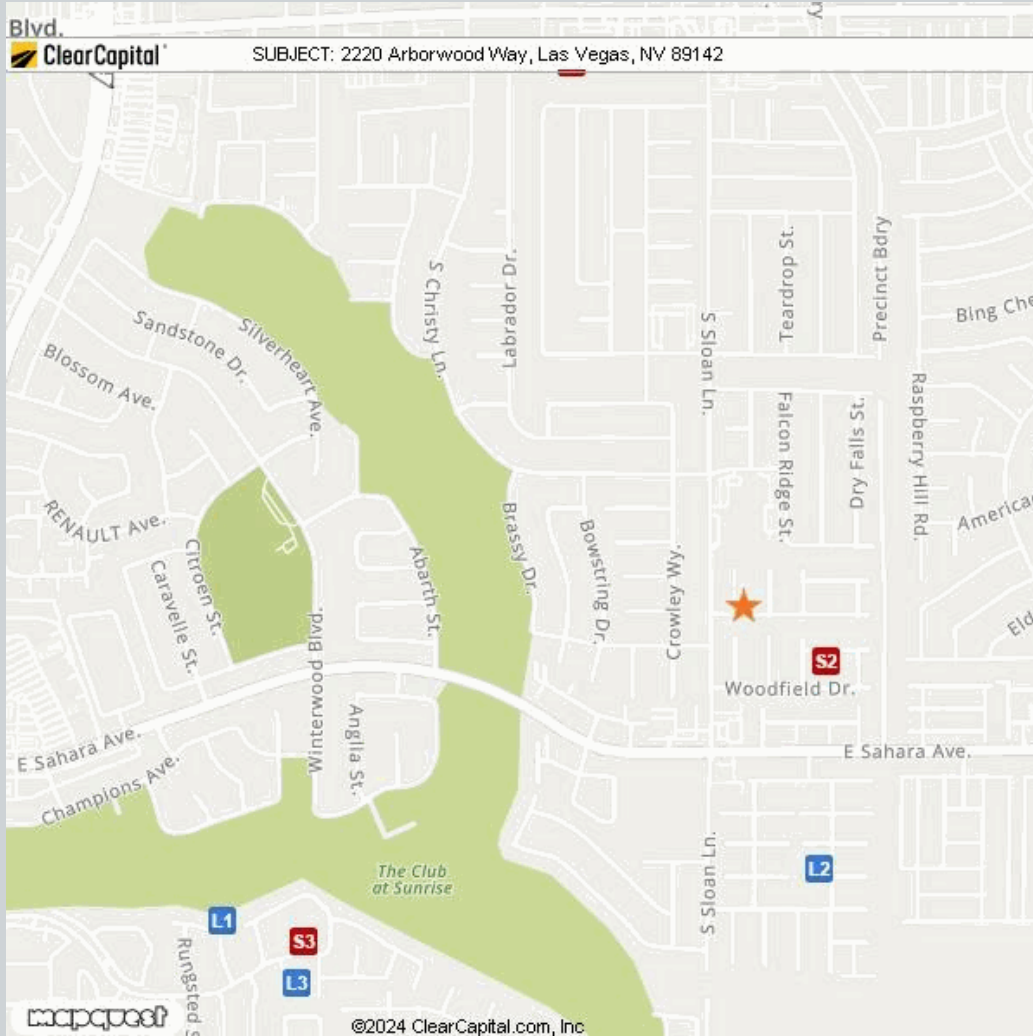 Blvd.
ClearCapital
SUBJECT: 2220 Arborwood Way, Las Vegas, NV 89142
S Christy Ln.
Labrador Dr.
S Sloan Ln.
Teardrop St.
Precinct Bdry
Bing Che
Sandstone Dr.
Silverheart Ave.
Blossom Ave.
Falcon Ridge St.
Dry Falls St.
Raspberry Hill Rd.
America
RENAULT Ave.
Citroen St.
Caravelle St.
Abarth St.
Brassy Dr.
Bowstring Dr.
Crowley Wy.
Eld
S2
Woodfield Dr.
Winterwood Blvd.
Anglia St.
E Sahara Ave.
E Sahara Ave.
Champions Ave.
The Club
at Sunrise
S Sloan Ln.
L2
L1
S3
L3
Rungsted S
mapquest
©2024 ClearCapital.com, Inc